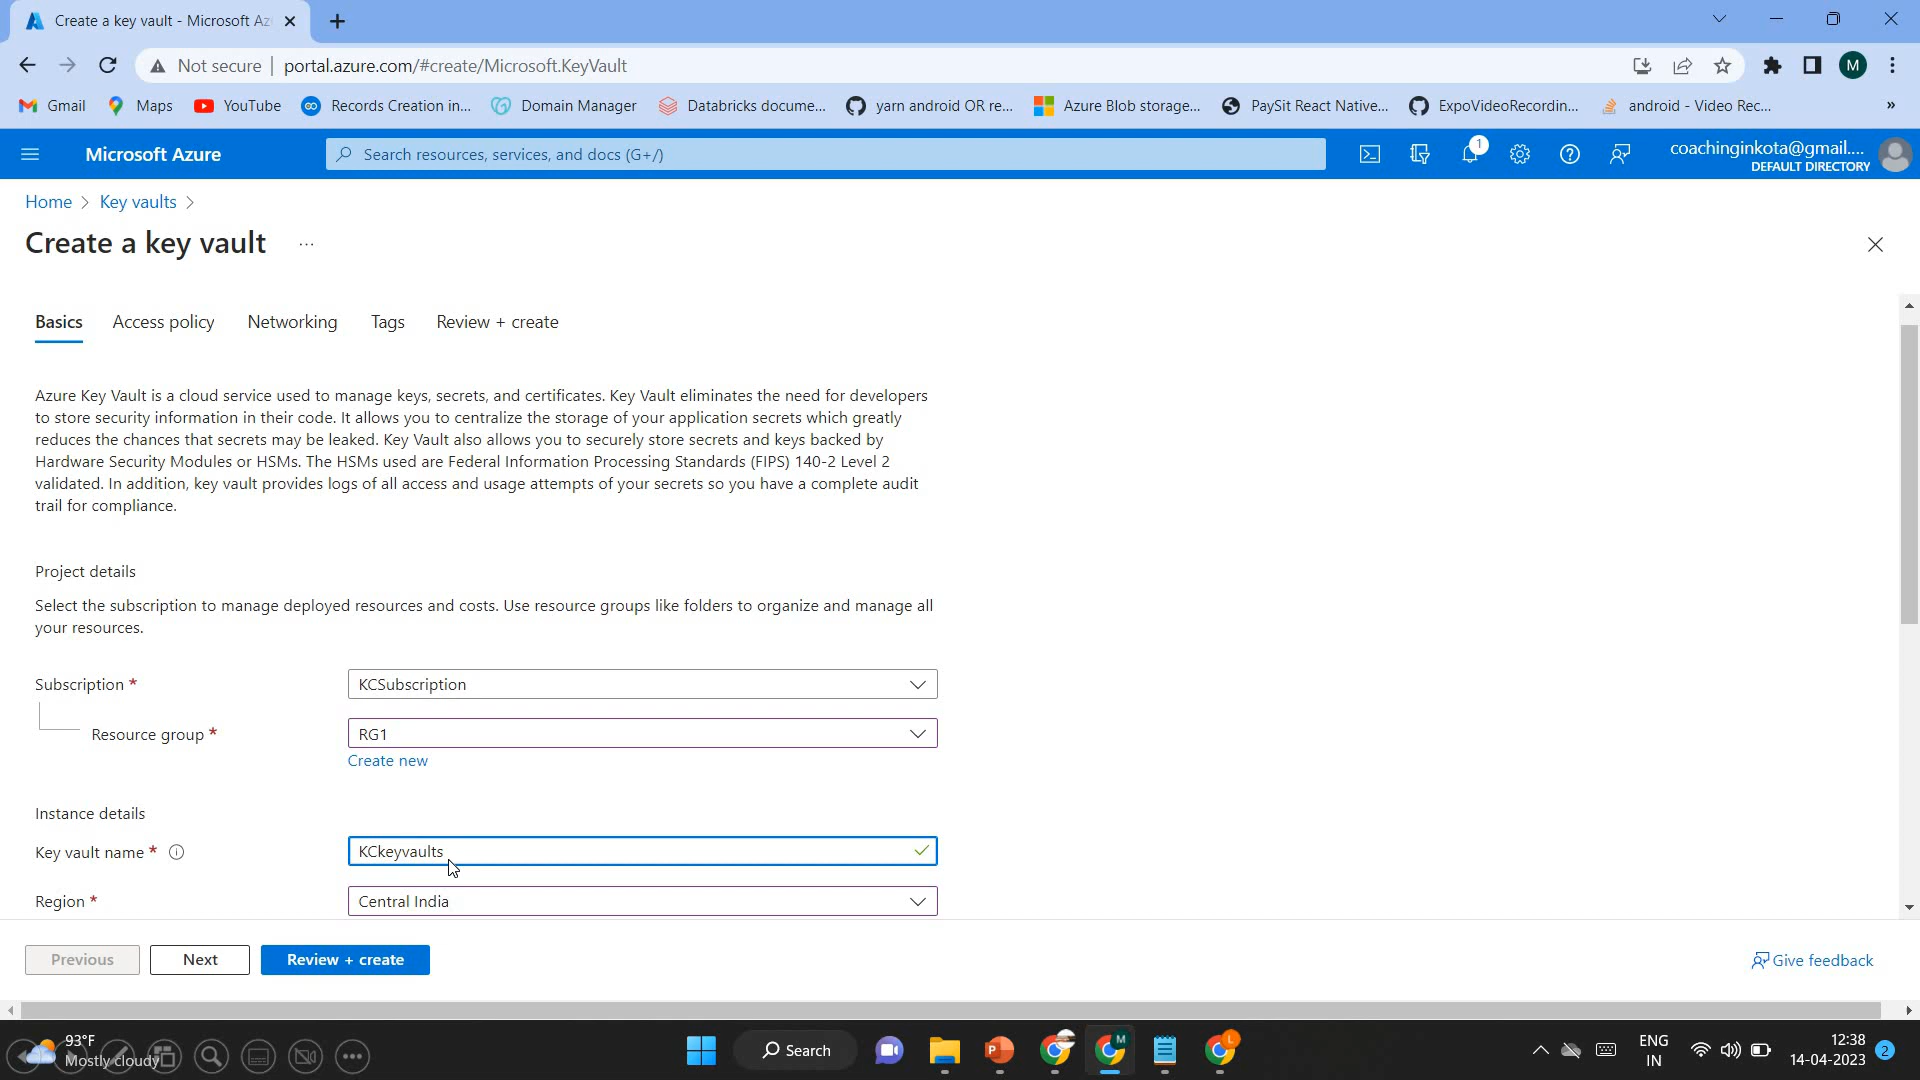 Create a key vault - Microsoft Az
Not secure
portal.azure.com/#create/Microsoft.KeyVault
M
Gmail
Maps
YouTube
Records Creation in...
Domain Manager
Databricks docume...
yarn android OR re...
Azure Blob storage...
PaySit React Native...
ExpoVideoRecordin...
android - Video Rec...
»
Microsoft Azure
Search resources, services, and docs (G+/)
1
coachinginkota@gmail....
DEFAULT DIRECTORY
Home > Key vaults >
Create a key vault ...
Basics
Access policy
Networking
Tags
Review + create
Azure Key Vault is a cloud service used to manage keys, secrets, and certificates. Key Vault eliminates the need for developers
to store security information in their code. It allows you to centralize the storage of your application secrets which greatly
reduces the chances that secrets may be leaked. Key Vault also allows you to securely store secrets and keys backed by
Hardware Security Modules or HSMs. The HSMs used are Federal Information Processing Standards (FIPS) 140-2 Level 2
validated. In addition, key vault provides logs of all access and usage attempts of your secrets so you have a complete audit
trail for compliance.
Project details
Select the subscription to manage deployed resources and costs. Use resource groups like folders to organize and manage all
your resources.
Subscription *
KCSubscription
Resource group *
RG1
Create new
Instance details
Key vault name *
KCkeyvaults
Region *
Central India
Previous
Next
Review + create
Give feedback
93°F
Mostly cloudy
Search
P
M
L
ENG
IN
12:38
14-04-2023
2